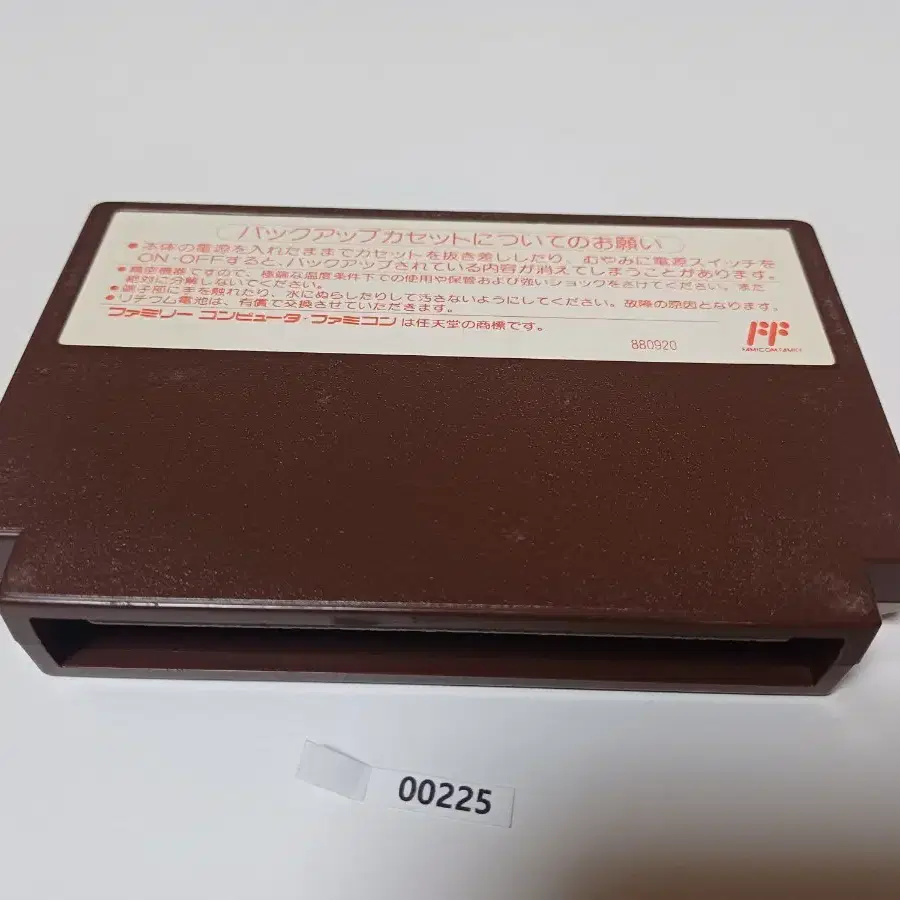 バックアップカセットについてのお願い
●本体の電源を入れたままでカセットを抜き差ししたり、むやみに電源スイッチを
ON・OFFすると、バックアップされている内容が消えてしまうことがあります。
●精密機器ですので、極端な温度条件下での使用や保管および強いショックをさけてください。また
絶対に分解しないでください。
●端子部に手を触れたり、水にぬらしたりして汚さないようにしてください。故障の原因となります。
●リチウム電池は、有償で交換させていただきます。
ファミリー コンピュータ・ファミコン は任天堂の商標です。
880920
FF
FAMICOM FAMILY
00225